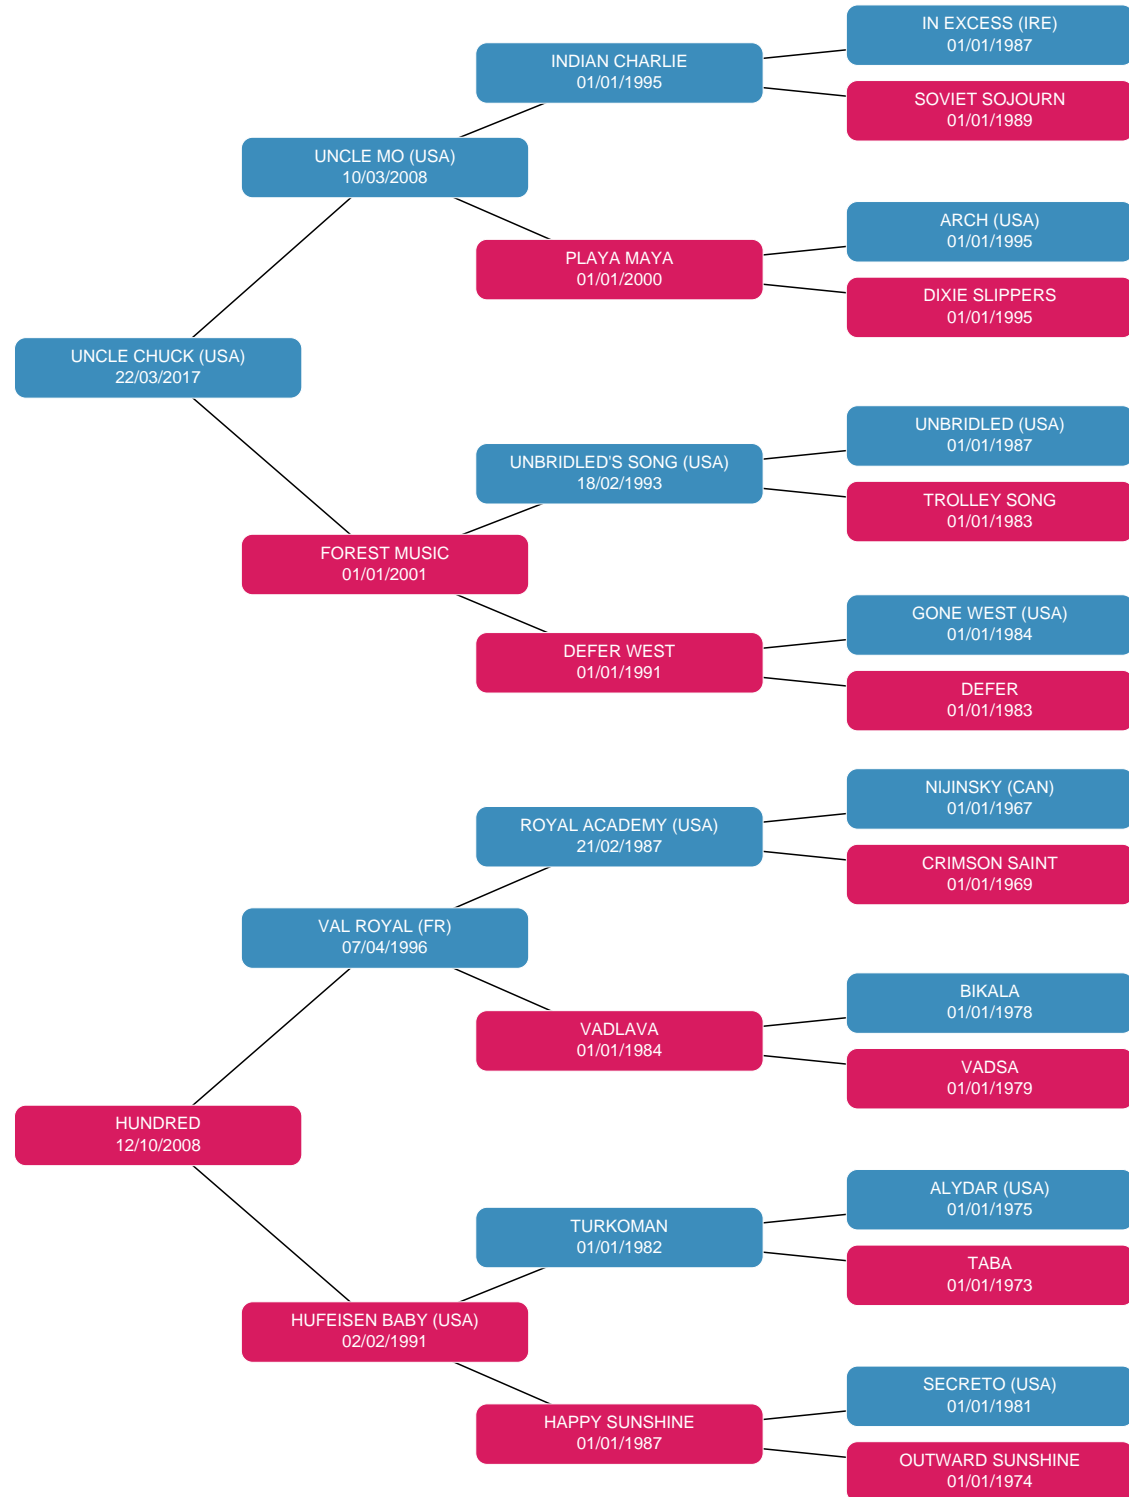 IN EXCESS (IRE)
01/01/1987
INDIAN CHARLIE
01/01/1995
SOVIET SOJOURN
01/01/1989
UNCLE MO (USA)
10/03/2008
ARCH (USA)
01/01/1995
PLAYA MAYA
01/01/2000
DIXIE SLIPPERS
01/01/1995
UNCLE CHUCK (USA)
22/03/2017
UNBRIDLED (USA)
01/01/1987
UNBRIDLED'S SONG (USA)
18/02/1993
TROLLEY SONG
01/01/1983
FOREST MUSIC
01/01/2001
GONE WEST (USA)
01/01/1984
DEFER WEST
01/01/1991
DEFER
01/01/1983
NIJINSKY (CAN)
01/01/1967
ROYAL ACADEMY (USA)
21/02/1987
CRIMSON SAINT
01/01/1969
VAL ROYAL (FR)
07/04/1996
BIKALA
01/01/1978
VADLAVA
01/01/1984
VADSA
01/01/1979
HUNDRED
12/10/2008
ALYDAR (USA)
01/01/1975
TURKOMAN
01/01/1982
TABA
01/01/1973
HUFEISEN BABY (USA)
02/02/1991
SECRETO (USA)
01/01/1981
HAPPY SUNSHINE
01/01/1987
OUTWARD SUNSHINE
01/01/1974